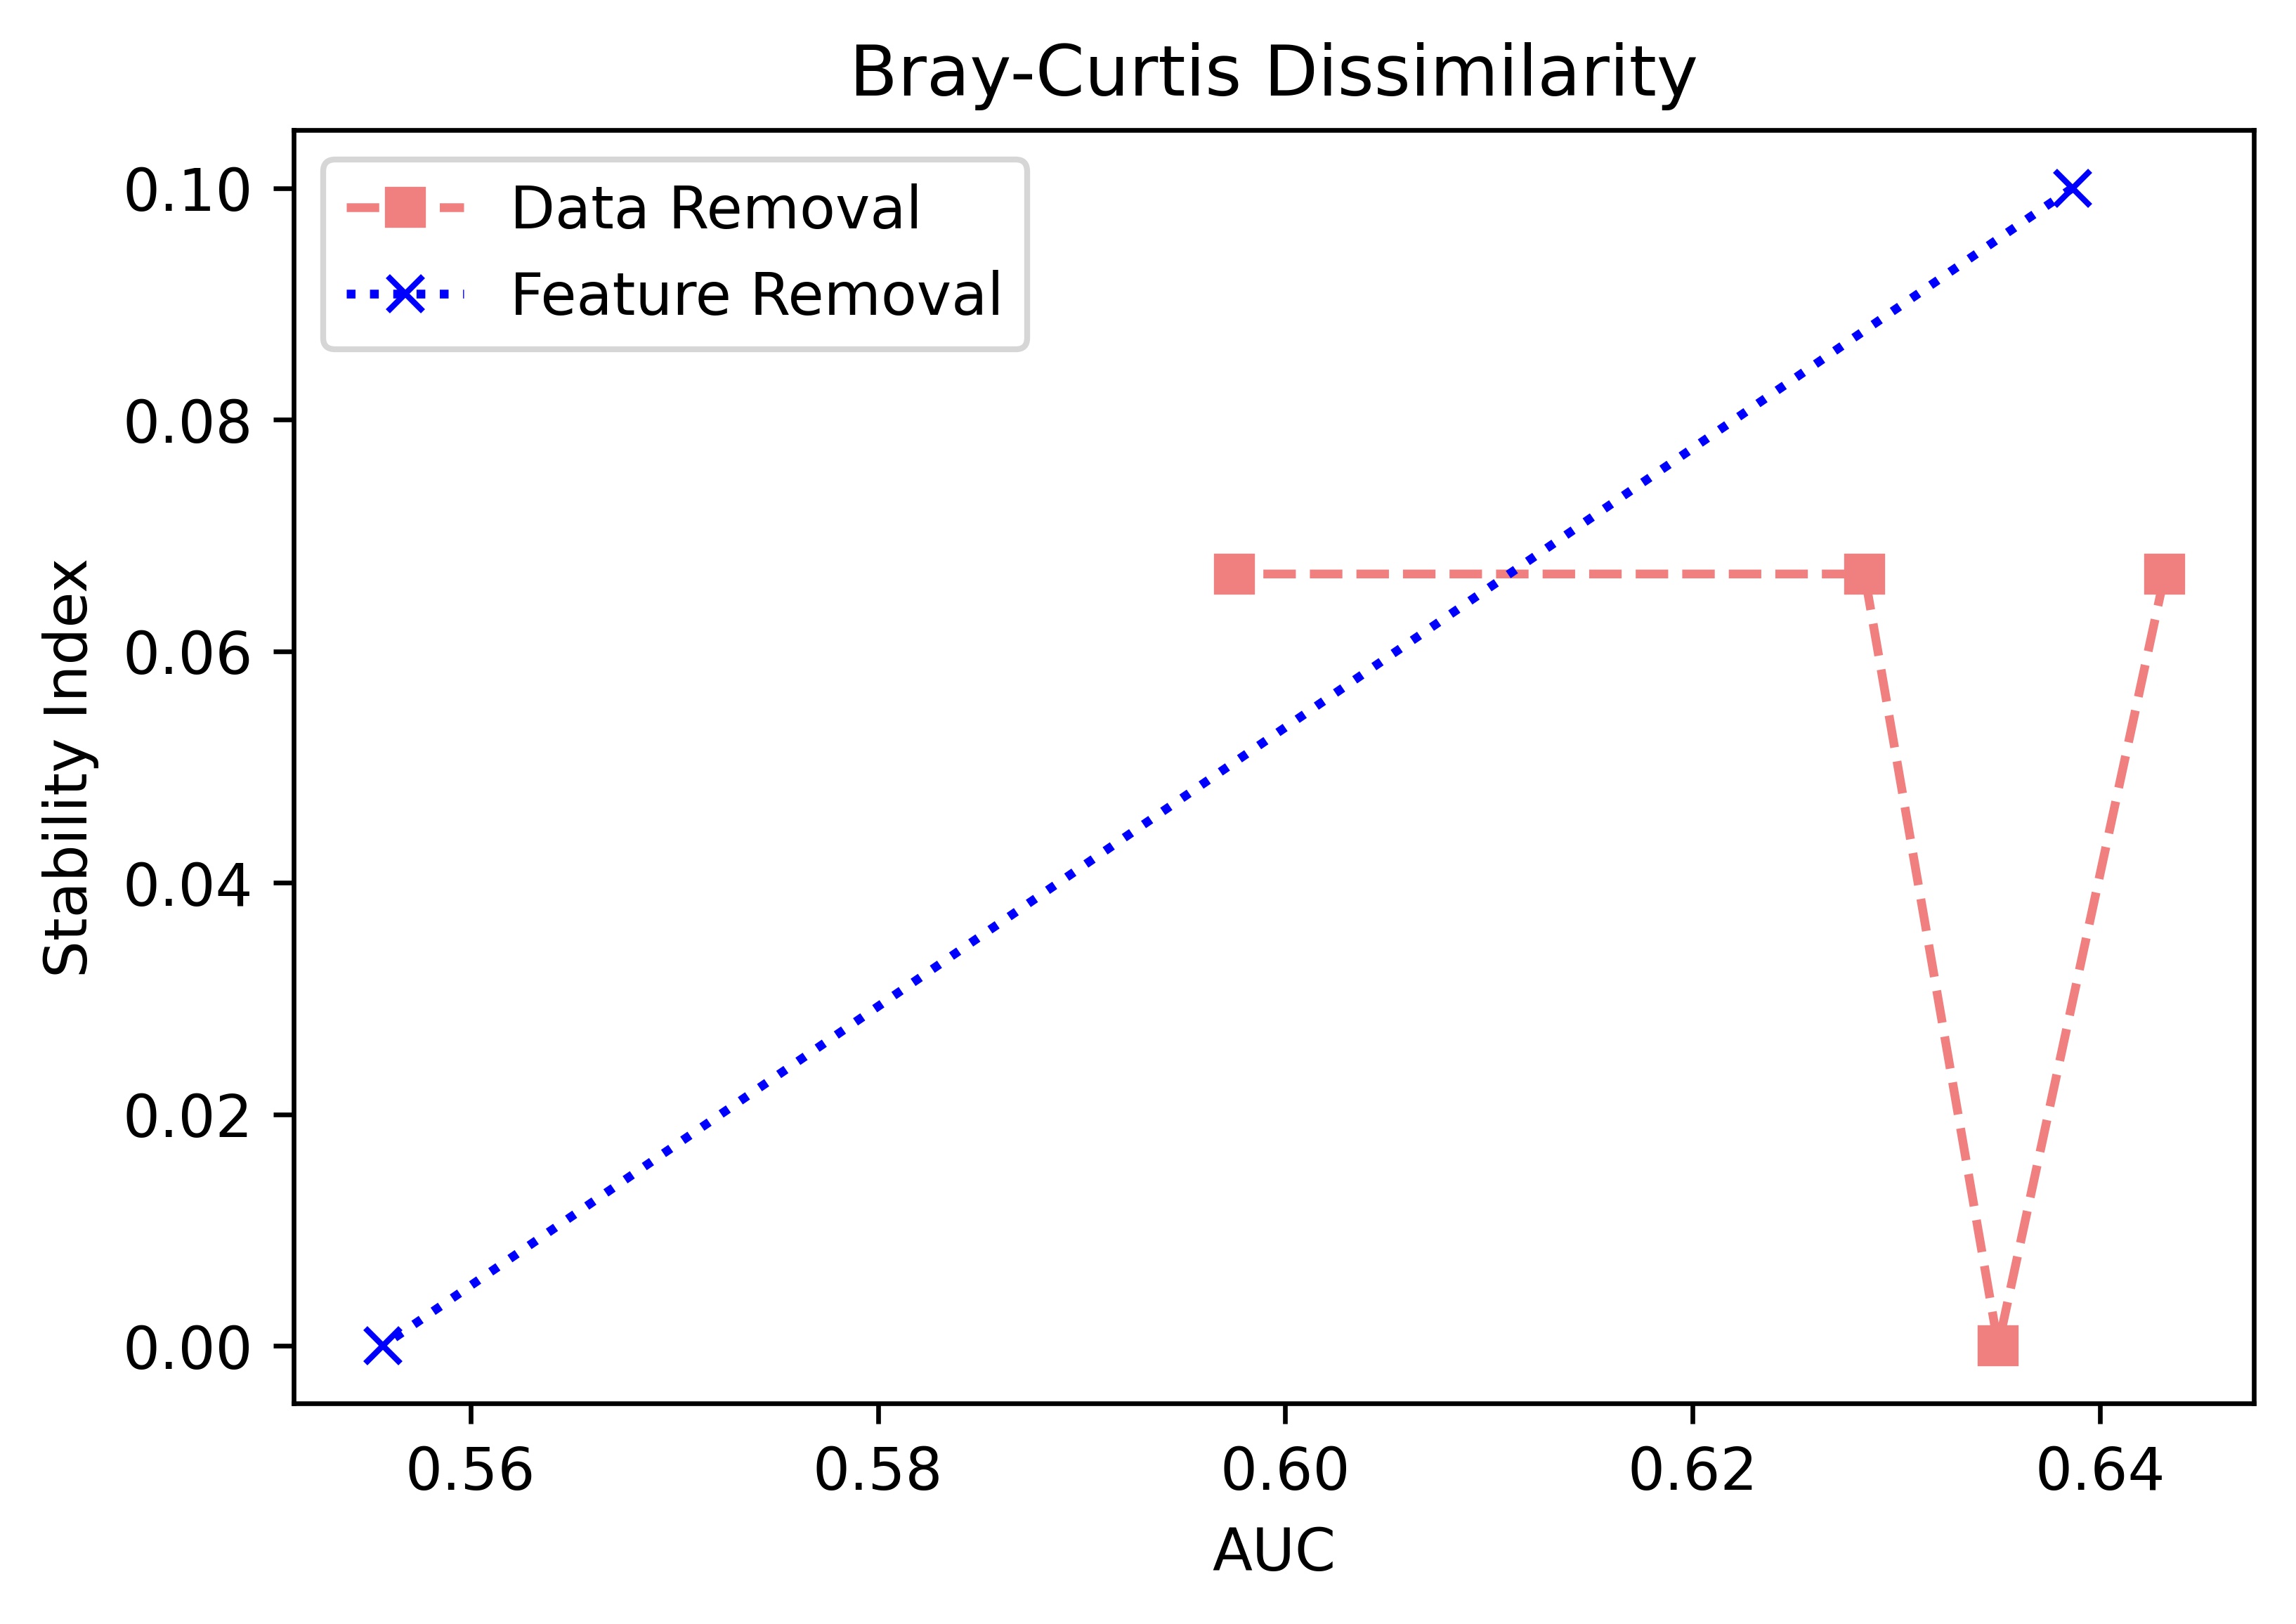 Bray-Curtis Dissimilarity
Data Removal
Feature Removal
Stability Index
0.10
0.08
0.06
0.04
0.02
0.00
0.56 0.58 0.60 0.62 0.64
AUC